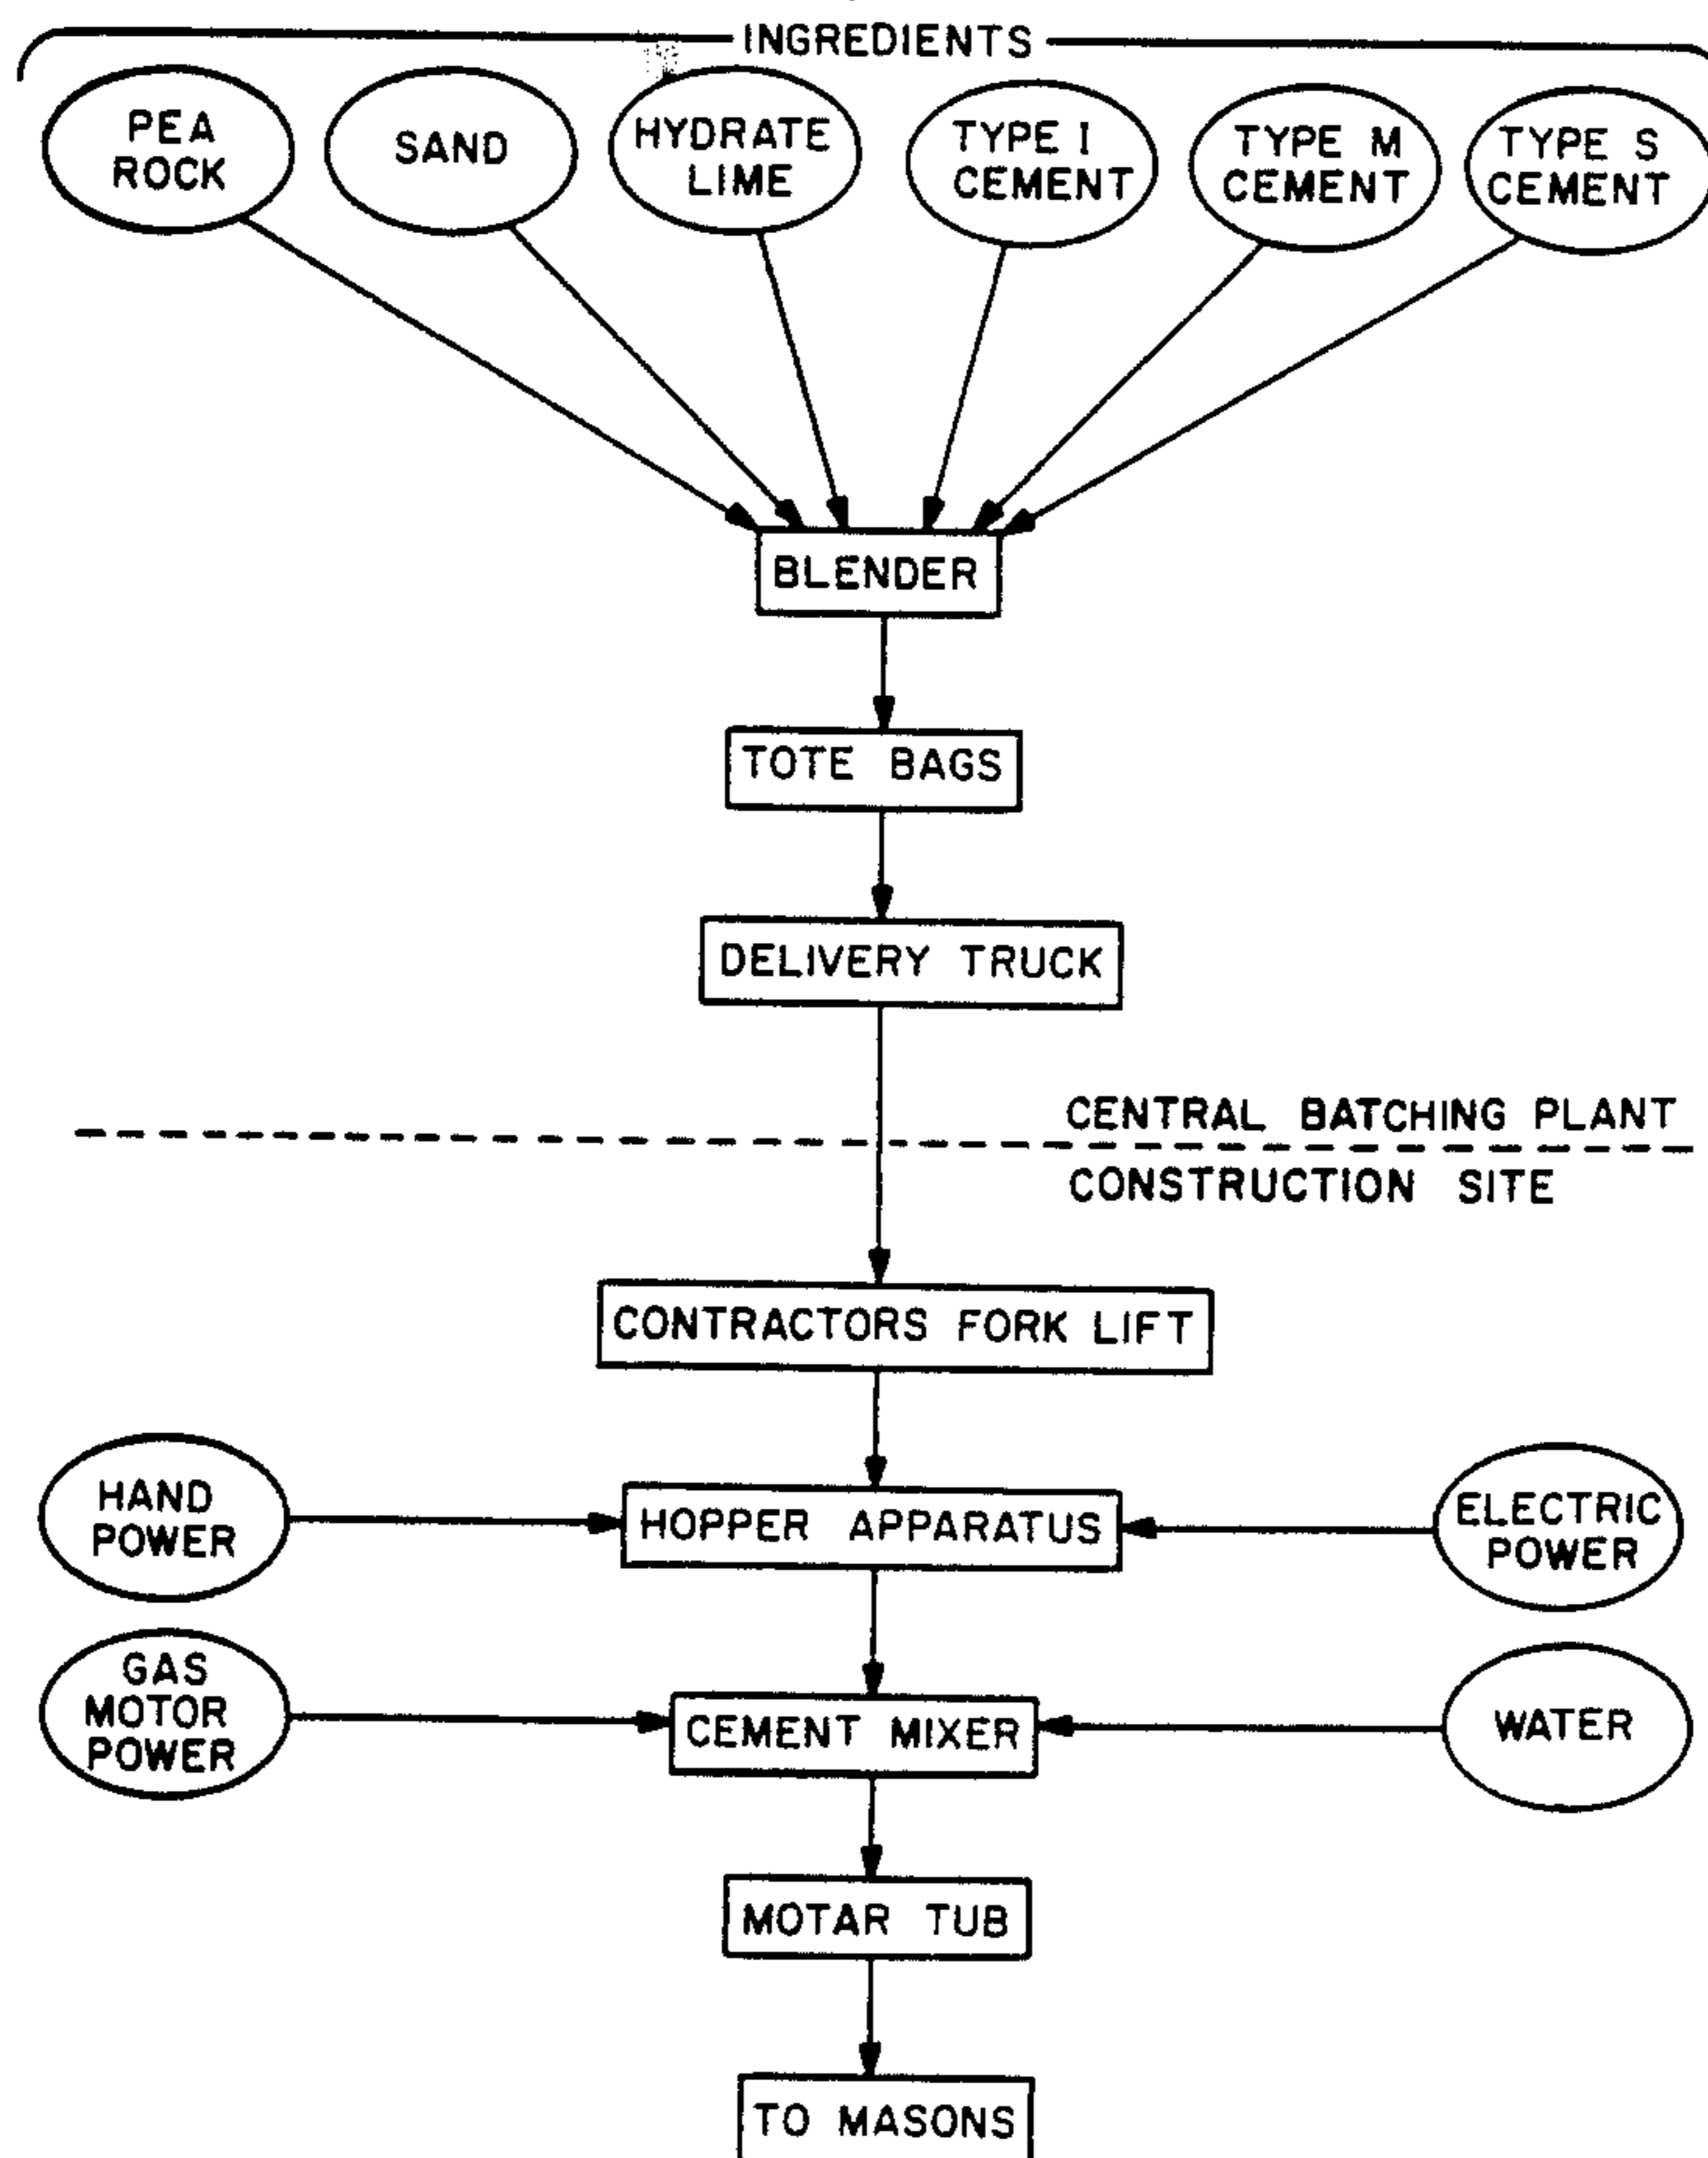 INGREDIENTS
PEA
ROCK
SAND
HYDRATE
LIME
TYPE I
CEMENT
TYPE M
CEMENT
TYPE S
CEMENT
BLENDER
TOTE BAGS
DELIVERY TRUCK
CENTRAL BATCHING PLANT
CONSTRUCTION SITE
CONTRACTORS FORK LIFT
HAND
POWER
HOPPER APPARATUS
ELECTRIC
POWER
GAS
MOTOR
POWER
CEMENT MIXER
WATER
MOTAR TUB
TO MASONS